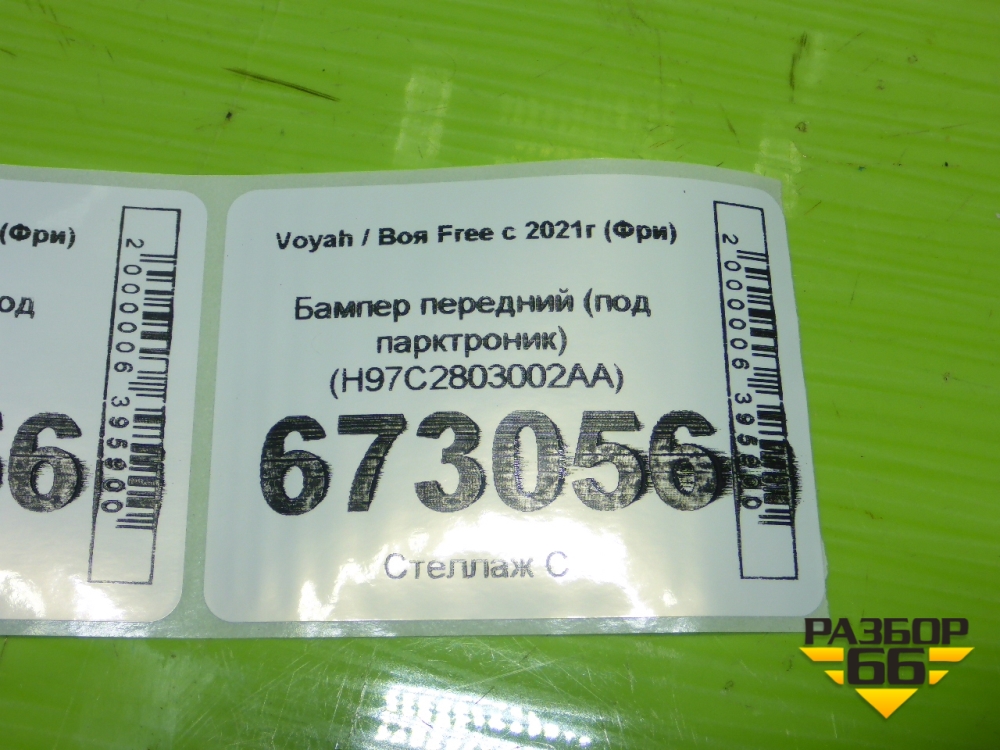 (Фри)
од
56
2000006395900
Voyah / Воя Free с 2021г (Фри)
Бампер передний (под
парктроник)
(H97C2803002AA)
673056
Стеллаж С
2000006395900
РАЗБОР
66